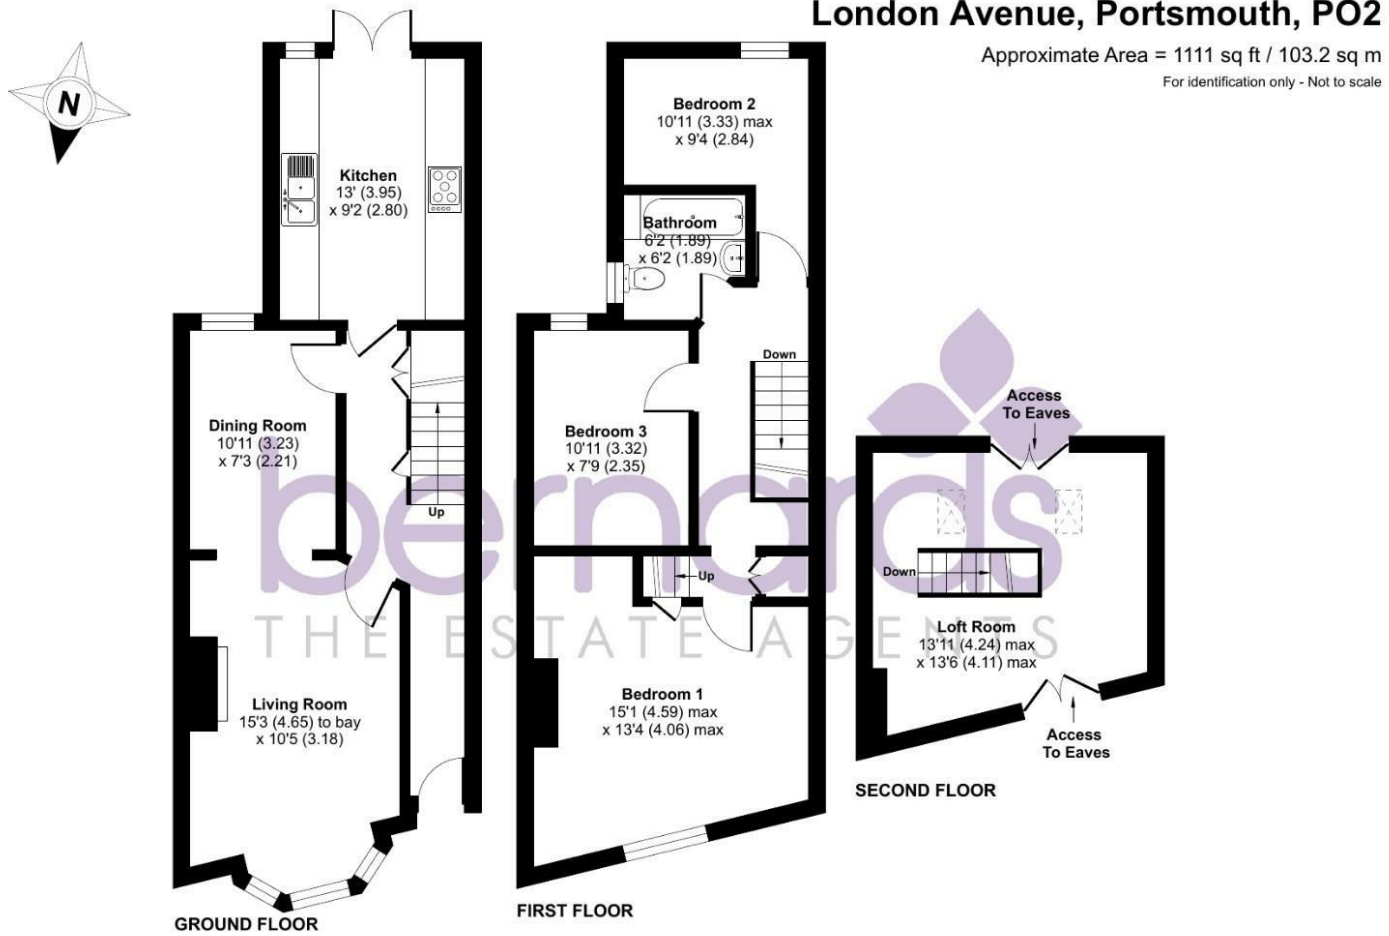 London Avenue, Portsmouth, PO2
Approximate Area = 1111 sq ft / 103.2 sq m
For identification only - Not to scale
N
Kitchen
13' (3.95)
x 9'2 (2.80)
Dining Room
10'11 (3.23)
x 7'3 (2.21)
Up
Living Room
15'3 (4.65) to bay
x 10'5 (3.18)
GROUND FLOOR
Bedroom 2
10'11 (3.33) max
x 9'4 (2.84)
Bathroom
6'2 (1.89)
x 6'2 (1.89)
Down
Bedroom 3
10'11 (3.32)
x 7'9 (2.35)
Up
Bedroom 1
15'1 (4.59) max
x 13'4 (4.06) max
FIRST FLOOR
Access
To Eaves
Down
Loft Room
13'11 (4.24) max
x 13'6 (4.11) max
Access
To Eaves
SECOND FLOOR
bernards
THE ESTATE AGENTS